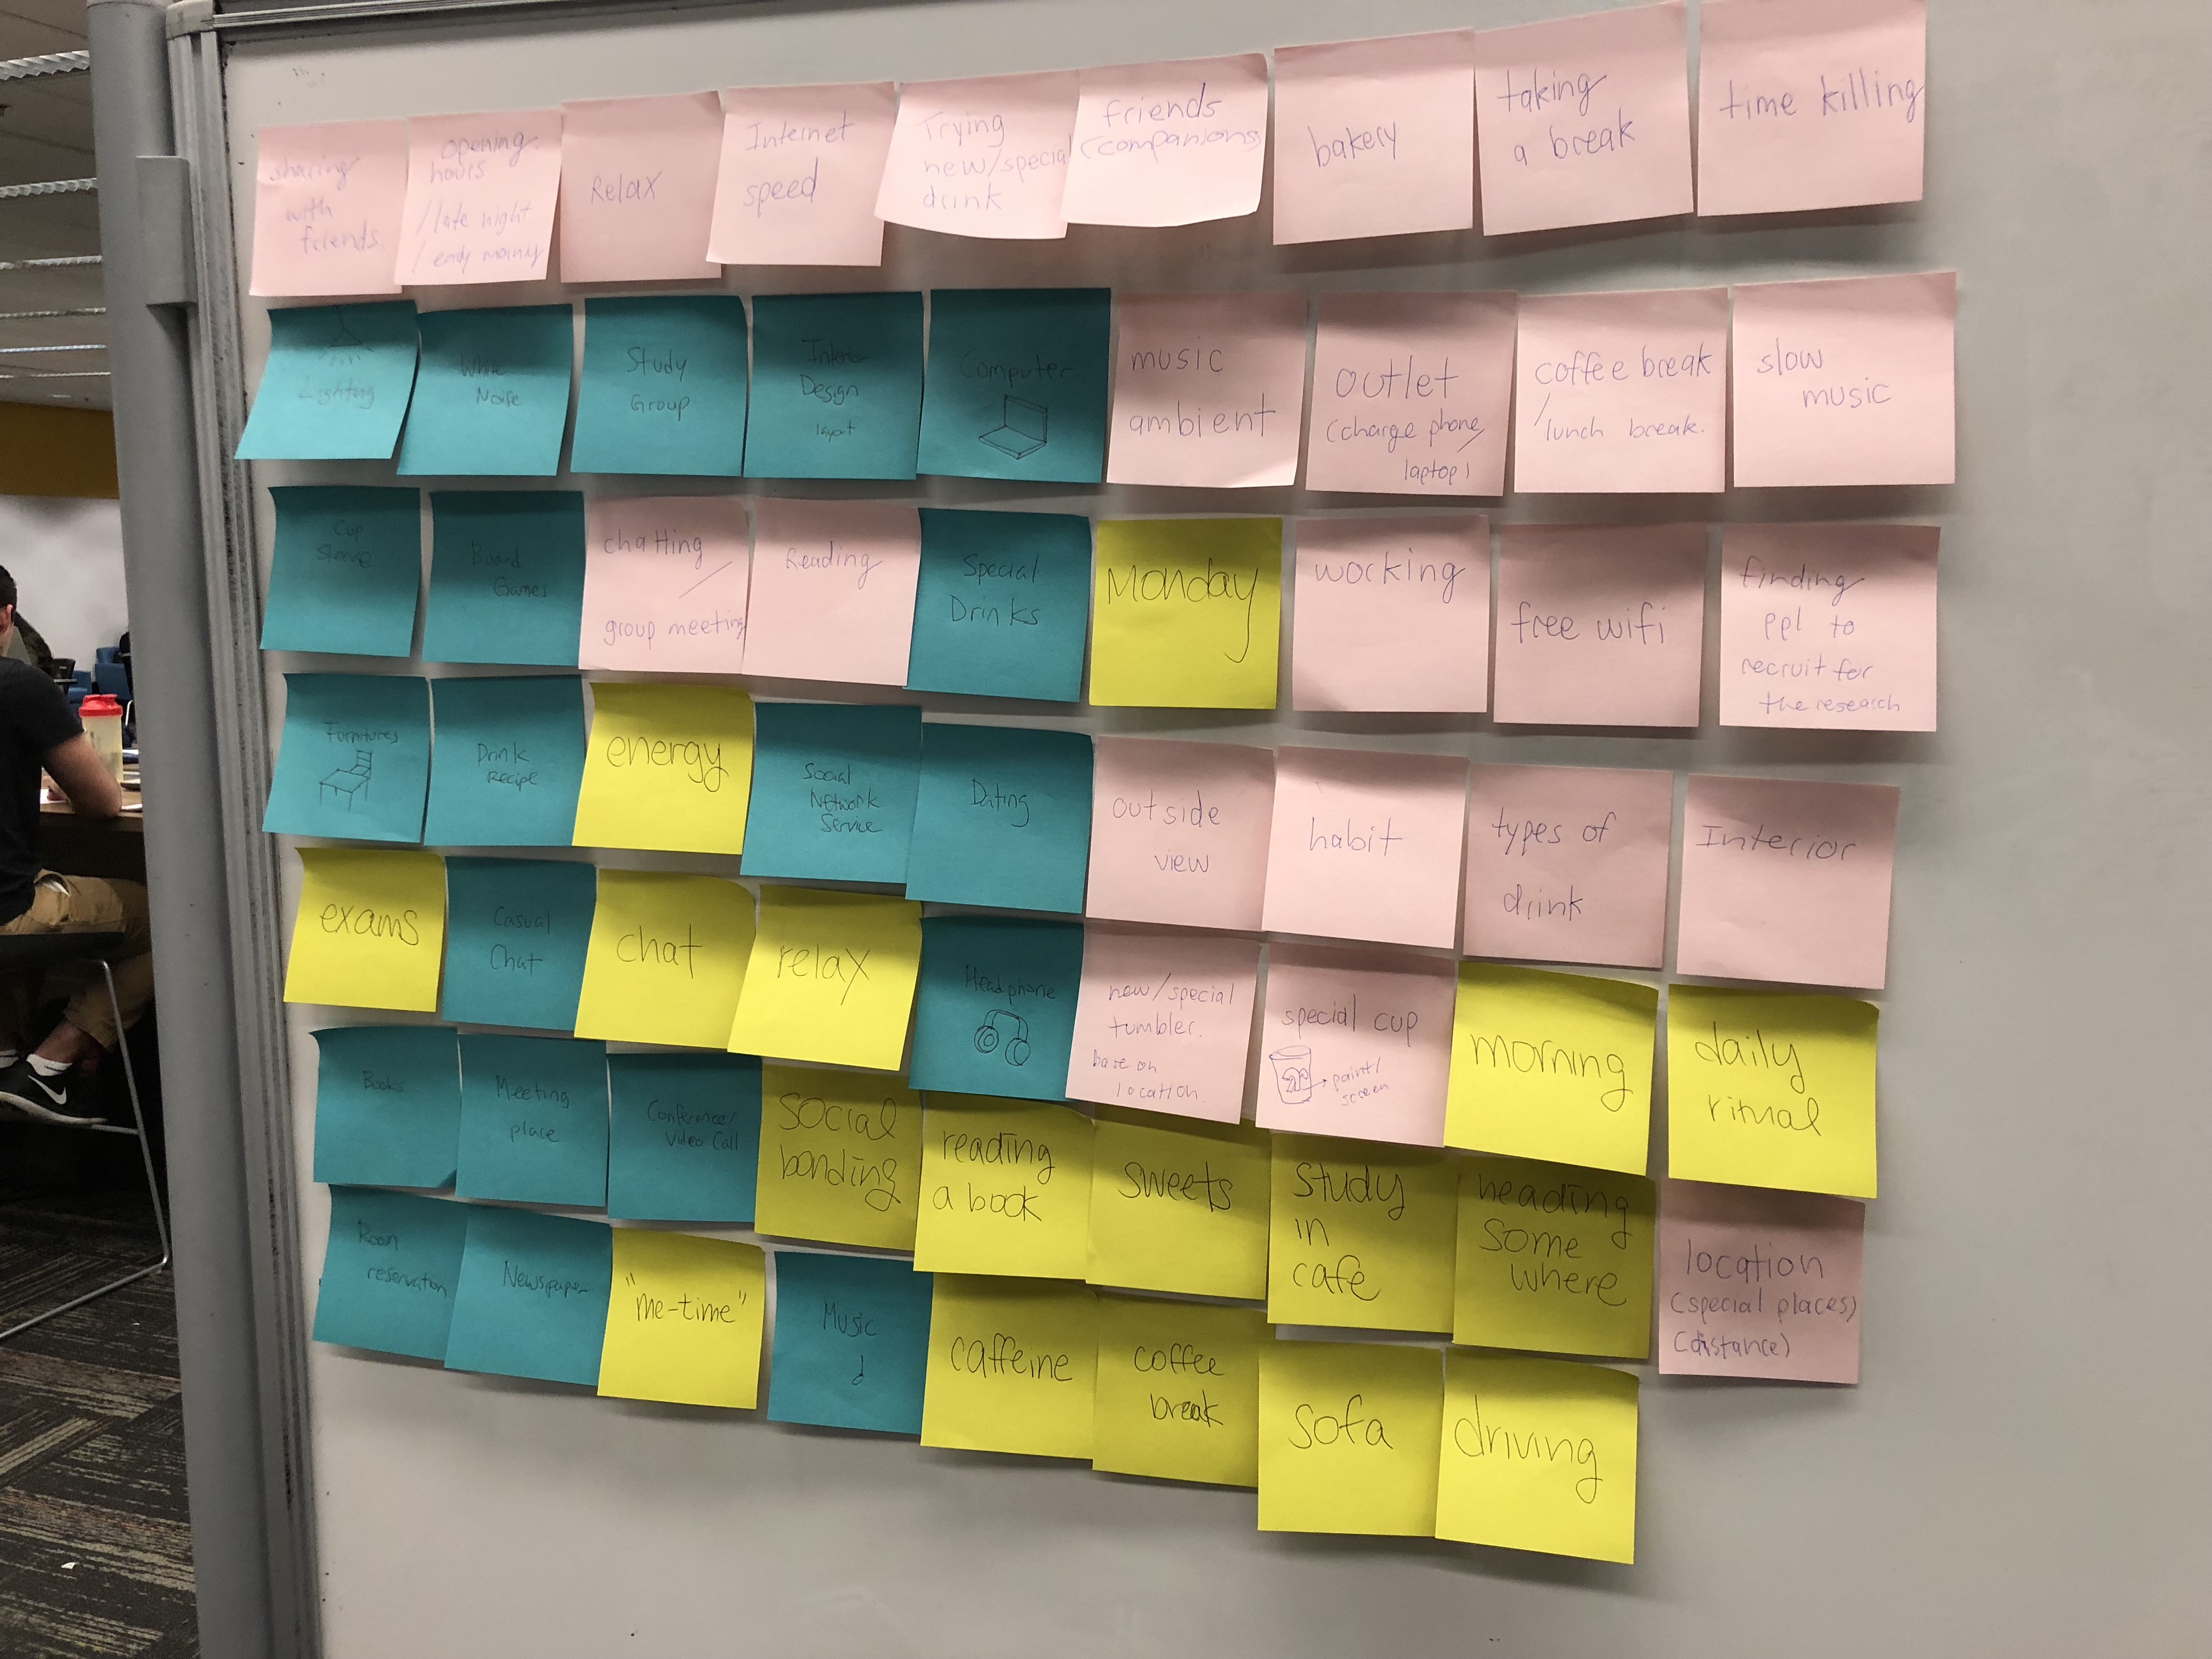 sharing
with
friends
opening
hours
/late night
/early morning
Relax
Internet
speed
Trying
new/special
drink
friends
(companions)
bakery
taking
a break
time killing
Lighting
White
Noise
Study
Group
Interior
Design
layout
Computer
music
ambient
outlet
(charge phone/
laptop)
coffee break
/lunch break.
slow
music
Cup
Sleeve
Board
Games
chatting
/
group meeting
Reading
Special
Drinks
Monday
working
free wifi
finding
ppl to
recruit for
the research
Furnitures
Drink
Recipe
energy
Social
Network
Service
Dating
outside
view
habit
types of
drink
Interior
exams
Casual
Chat
chat
relax
Headphone
new/special
tumbler.
base on
location.
special cup
paint/
screen
morning
daily
ritual
Books
Meeting
place
Conference/
Video Call
social
bonding
reading
a book
sweets
study
in
cafe
heading
some
where
location
(special places)
(distance)
Room
reservation
Newspaper
"me-time"
Music
caffeine
coffee
break
sofa
driving